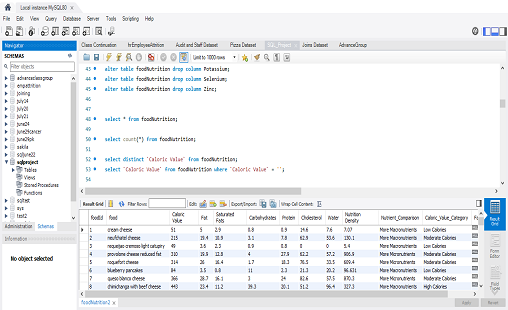 Local instance MySQL80
File Edit View Query Database Server Tools Scripting Help
Navigator
SCHEMAS
Filter objects
advanceclassgroup
empattrition
joining
july14
july20
july21
june24
june29cancer
june29pk
sakila
sqljune22
sqlproject
Tables
Views
Stored Procedures
Functions
sqltest
sys
test2
Administration Schemas
Information
No object selected
Class Continuation hrEmployeeAttrition Audit and Staff Dataset Pizza Dataset SQL_Project Joins Dataset AdvanceGroup
Limit to 1000 rows
43 alter table foodNutrition drop column Potassium;
44 alter table foodNutrition drop column Selenium;
45 alter table foodNutrition drop column Zinc;
46
47
48 select * from foodNutrition;
49
50 select count(*) from foodNutrition;
51
52 select distinct `Caloric Value` from foodNutrition;
53 select `Caloric Value` from foodNutrition where `Caloric Value` = '';
Result Grid Filter Rows: Edit: Export/Import: Wrap Cell Content:
foodId food Caloric Value Fat Saturated Fats Carbohydrates Protein Cholesterol Water Nutrition Density Nutrient_Comparison Caloric_Value_Category
1 cream cheese 51 5 2.9 0.8 0.9 14.6 7.6 7.07 More Macronutrients Low Calories
2 neufchatel cheese 215 19.4 10.9 3.1 7.8 62.9 53.6 130.1 More Macronutrients Moderate Calories
3 requeijao cremoso light catupiry 49 3.6 2.3 0.9 0.8 0 0 5.4 More Macronutrients Low Calories
4 provolone cheese reduced fat 310 19.9 12.8 4 27.9 62.2 57.2 905.9 More Macronutrients Moderate Calories
5 roquefort cheese 314 26 16.4 1.7 18.3 76.5 33.5 609.4 More Macronutrients Moderate Calories
6 blueberry pancakes 84 3.5 0.8 11 2.3 21.3 20.2 96.631 More Macronutrients Low Calories
7 queso blanco cheese 366 28.7 16.1 3 24 82.6 57.5 870.3 More Macronutrients Moderate Calories
8 chimichanga with beef cheese 443 23.4 11.2 39.3 20.1 51.2 96.4 327.3 More Macronutrients High Calories
Result Grid
Form Editor
Field Types
foodNutrition2
Apply Revert